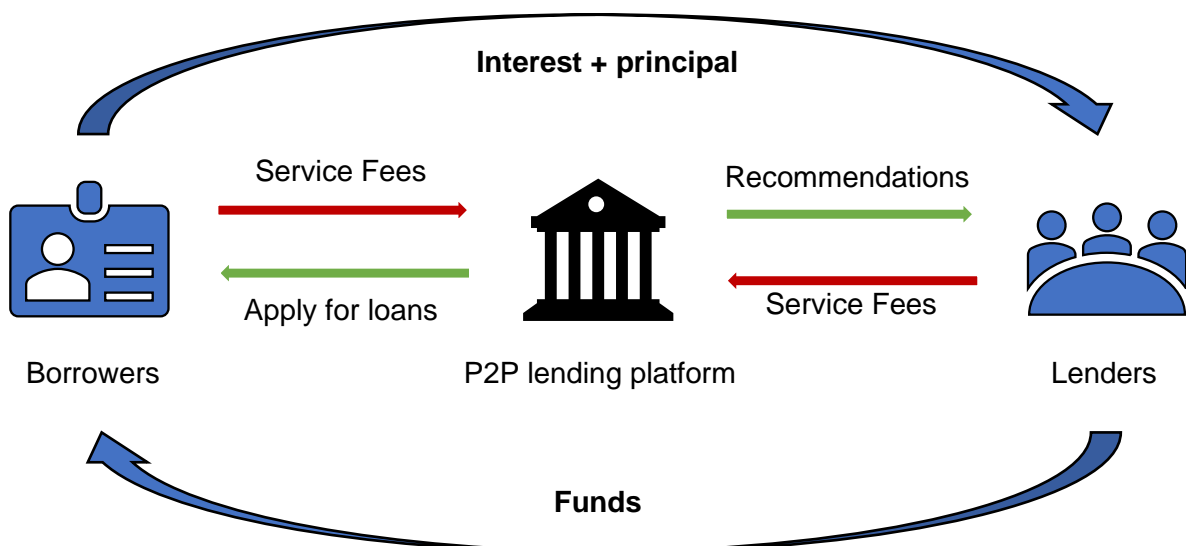 Interest + principal
Service Fees
Recommendations
Apply for loans
Service Fees
Borrowers
P2P lending platform
Lenders
Funds